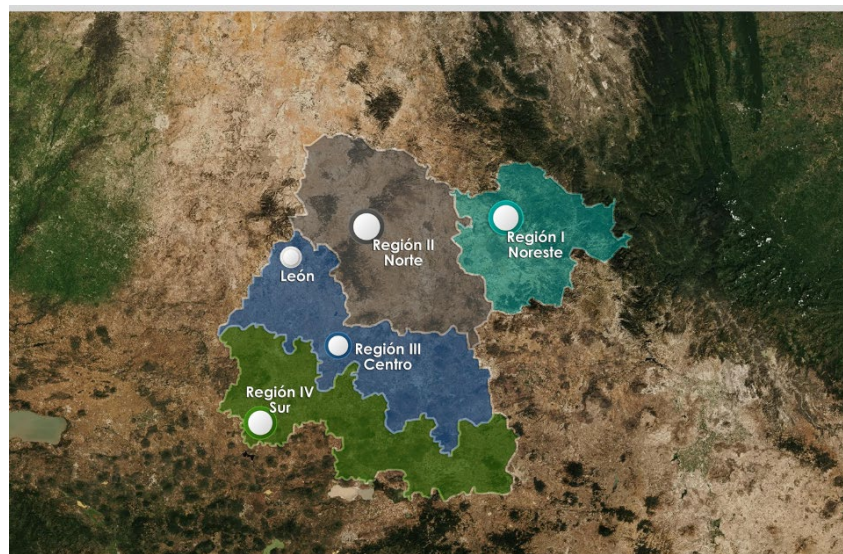 Región II
Norte
Región I
Noreste
León
Región III
Centro
Región IV
Sur